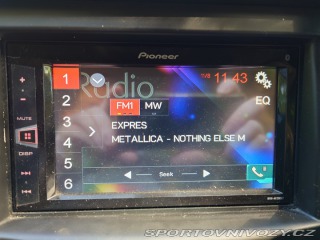 Pioneer
Radio
11:43
1
2
3
4
5
6
FM1 MW
EQ
EXPRES
METALLICA - NOTHING ELSE M
Seek
MUTE
DISP
SPORTOVNIVOZY.CZ